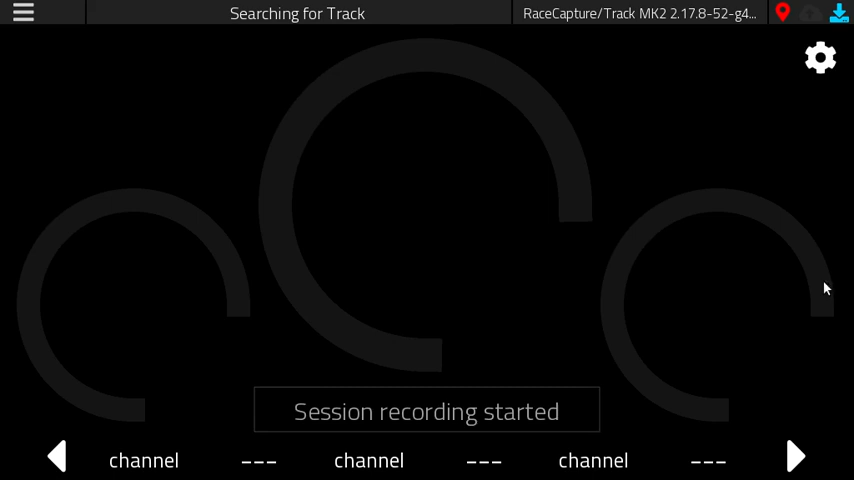 Searching for Track
RaceCapture/Track MK2 2.17.8-52-g4...
Session recording started
channel --- channel --- channel ---